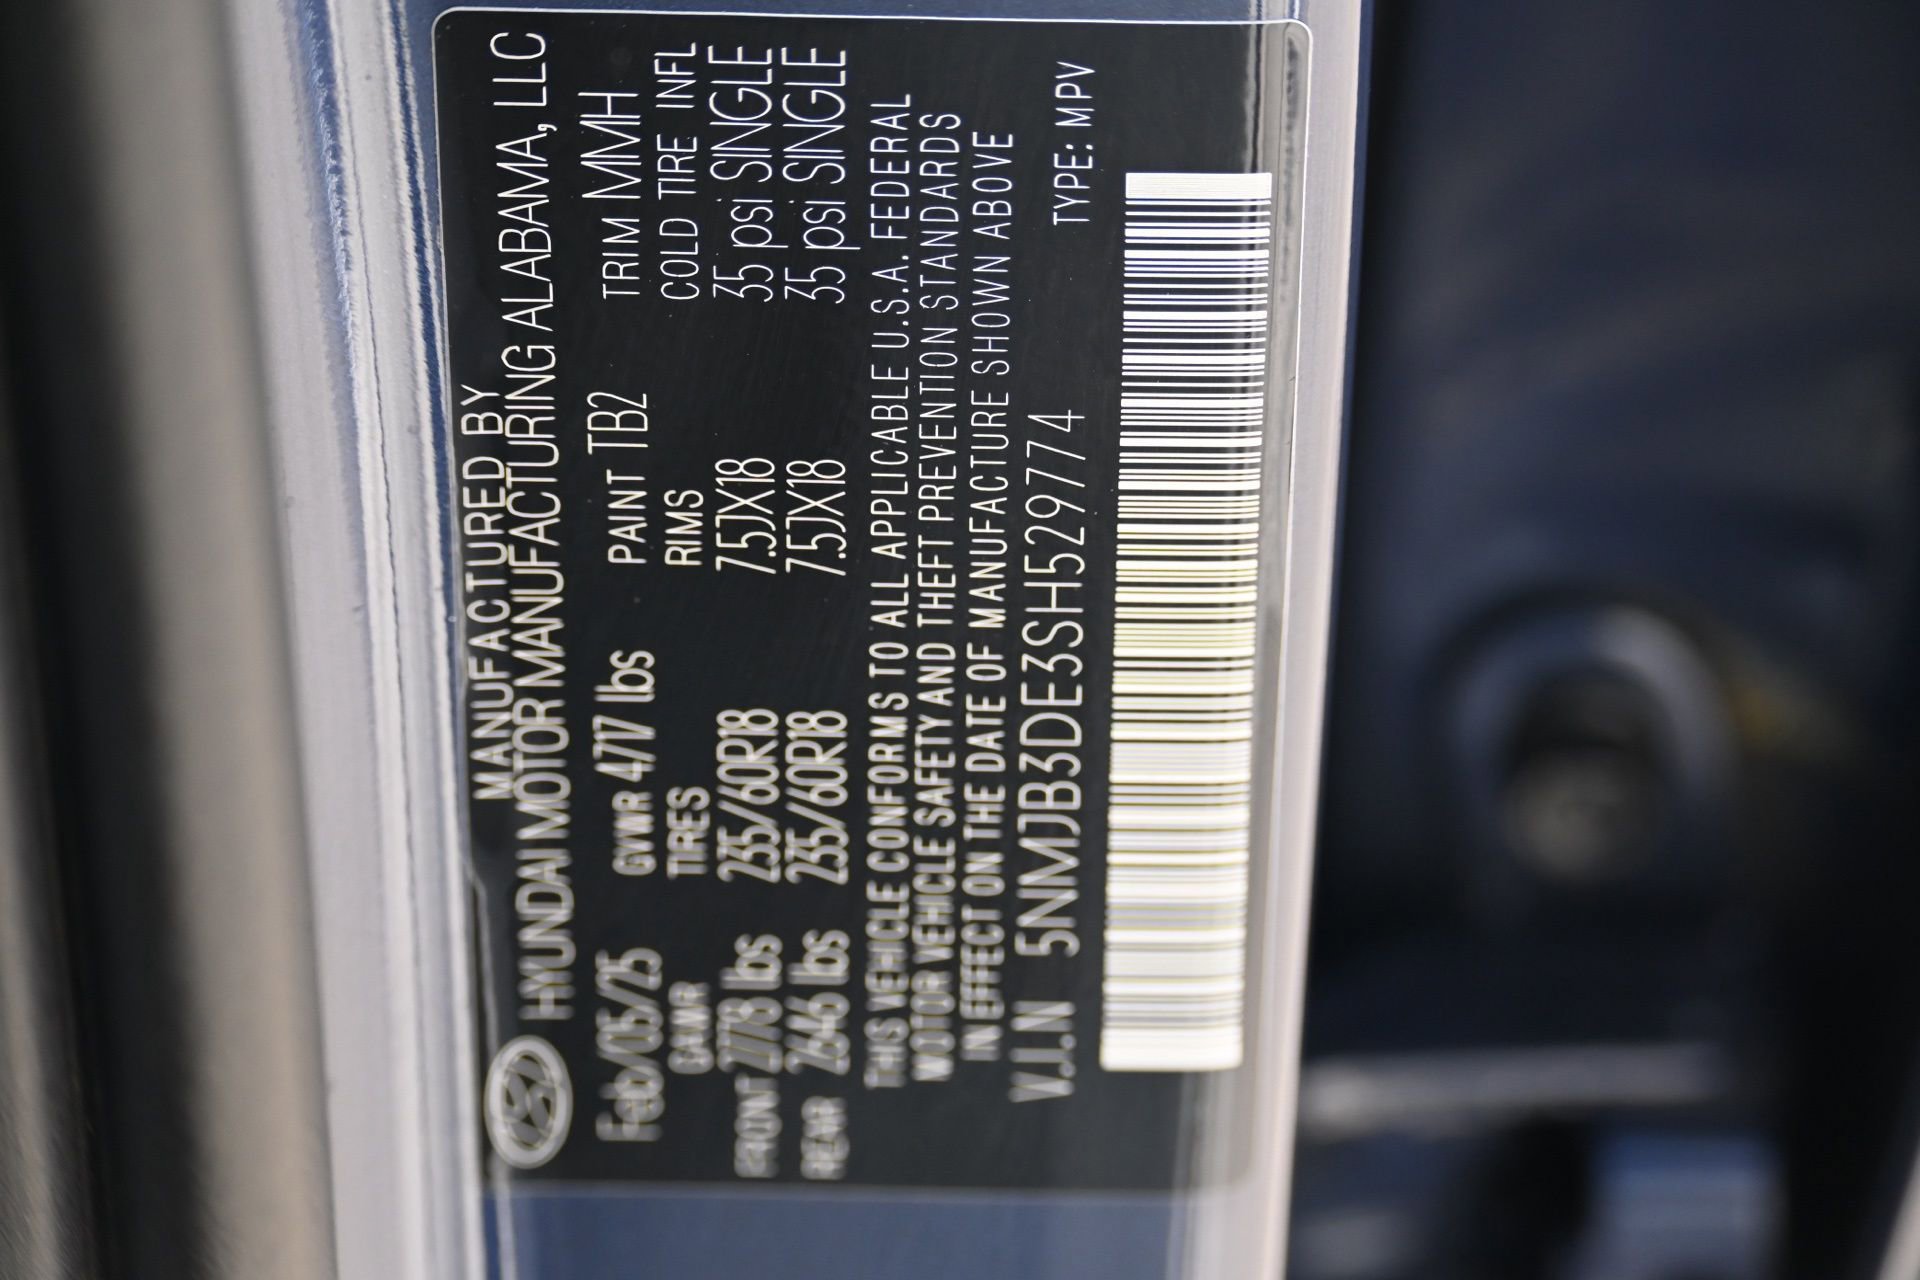 MANUFACTURED BY
HYUNDAI MOTOR MANUFACTURING ALABAMA, LLC
Feb/05/25 GVWR 4717 lbs PAINT TB2 TRIM MMH
GAWR TIRES RIMS COLD TIRE INFL
FRONT 2778 lbs 235/60R18 7.5JX18 35 psi SINGLE
REAR 2646 lbs 235/60R18 7.5JX18 35 psi SINGLE
THIS VEHICLE CONFORMS TO ALL APPLICABLE U.S.A. FEDERAL
MOTOR VEHICLE SAFETY AND THEFT PREVENTION STANDARDS
IN EFFECT ON THE DATE OF MANUFACTURE SHOWN ABOVE
V.I.N 5NMJB3DE3SH529774 TYPE: MPV